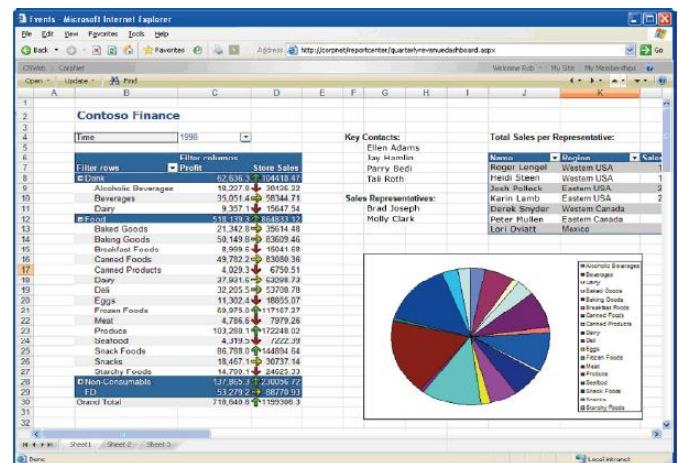 Events - Microsoft Internet Explorer
File Edit View Favorites Tools Help
Back Favorites Address http://corpnet/reportcenter/quarterlyrevenuedashboard.aspx Go
Welcome Rob My Site My Memberships
Open Update Find
A B C D E F G H I J K
Contoso Finance
Time 1998 Key Contacts: Total Sales per Representative:
Ellen Adams
Filter columns Jay Hamlin Name Region Sales
Filter rows Profit Store Sales Parry Bedi Roger Lengel Western USA
Drink 62,636.3 104418.47 Tali Roth Heidi Steen Western USA
Alcoholic Beverages 18,227.8 30426.22 Josh Pollock Eastern USA
Beverages 35,051.4 58344.71 Sales Representatives: Karin Lamb Eastern USA
Dairy 9,357.1 15647.54 Brad Joseph Derek Snyder Western Canada
Food 518,139.3 864833.12 Molly Clark Peter Mullen Eastern Canada
Baked Goods 21,342.8 35614.48 Lori Oviatt Mexico
Baking Goods 50,149.8 83609.46
Breakfast Foods 8,999.6 15041.68
Canned Foods 49,782.2 83080.36
Canned Products 4,029.3 6750.51
Dairy 37,931.6 63298.73
Deli 32,205.5 53708.78
Eggs 11,302.4 18855.07
Frozen Foods 117167.27
Meat 4,786.6 7979.26
Produce 103,280.1 172248.02
Seafood 4,319.5 7222.39
Snack Foods 86,788.0 144894.64
Snacks 18,467.1 30737.14
Starchy Foods 14,780.1 24625.33
Non-Consumable 137,865.3 230056.72
FD 53,279.2 88770.93
Grand Total 718,640.8 1199308.3
Alcoholic Beverages
Beverages
Dairy
Baked Goods
Baking Goods
Breakfast Foods
Canned Foods
Canned Products
Dairy
Deli
Eggs
Frozen Foods
Meat
Produce
Seafood
Snack Foods
Snacks
Starchy Foods
Sheet1 Sheet 2 Sheet 3
Done Local intranet